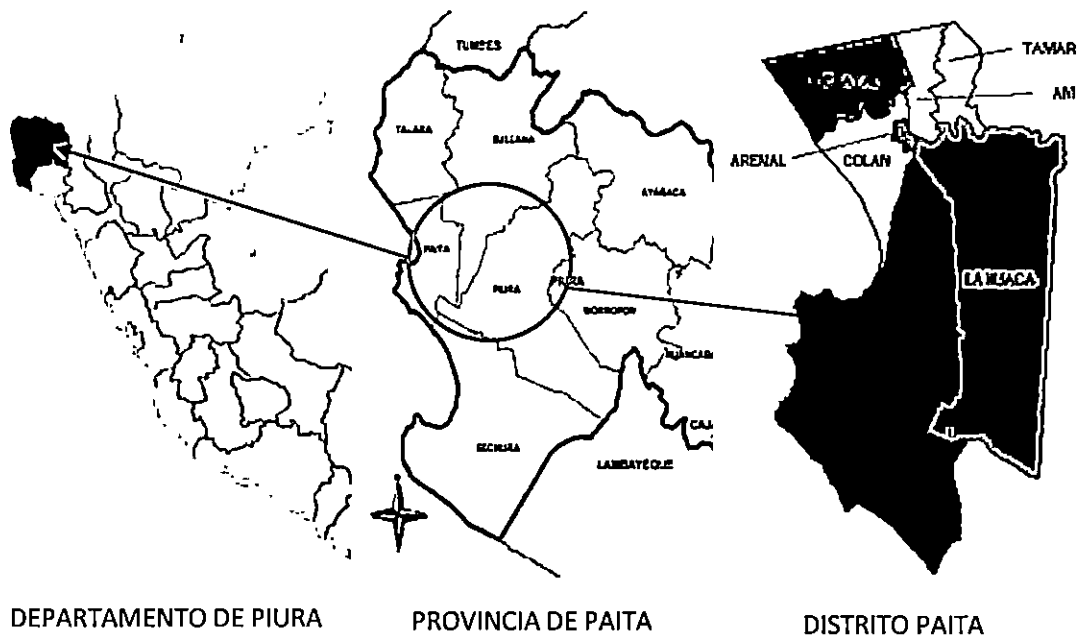 TUMBES
TALARA
SULLANA
AYABACA
PAITA
PIURA
PIURA
MORROPON
SECHURA
LAMBAYEQUE
CAJ
TAMAR
AM
ARENAL
COLAN
LA HUACA
DEPARTAMENTO DE PIURA
PROVINCIA DE PAITA
DISTRITO PAITA